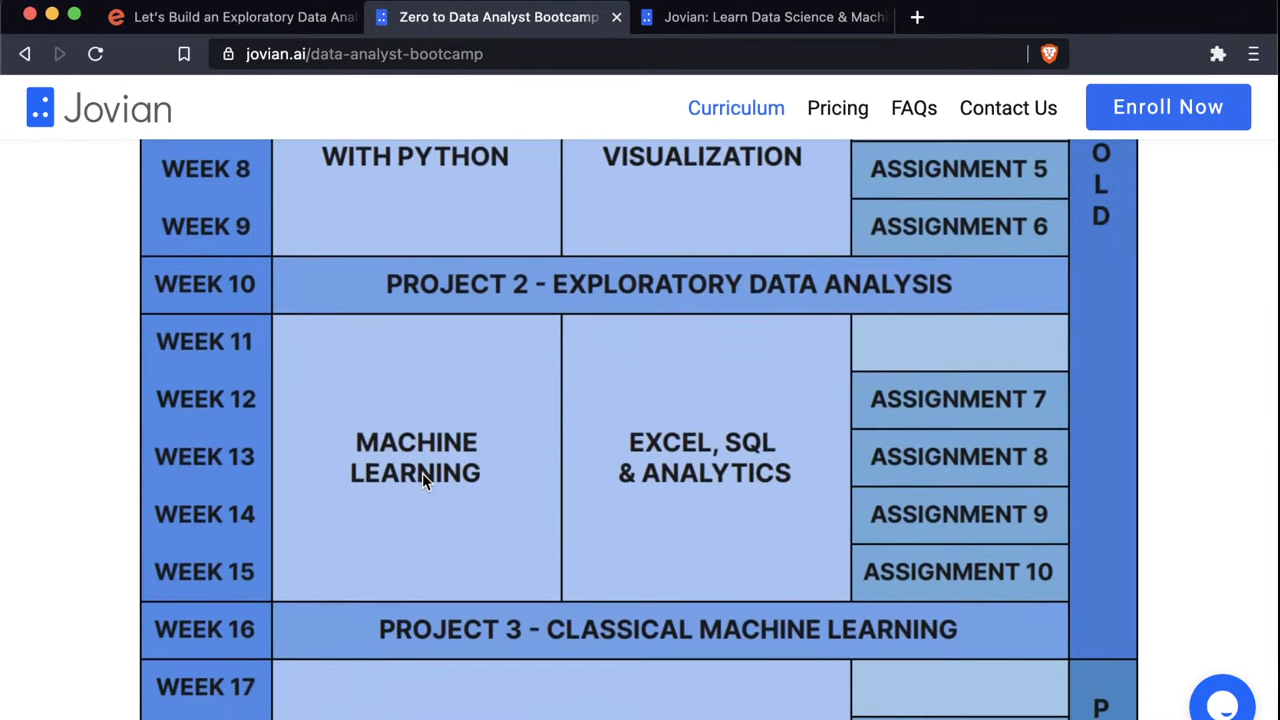 Let's Build an Exploratory Data Anal
Zero to Data Analyst Bootcamp
Jovian: Learn Data Science & Machi
jovian.ai/data-analyst-bootcamp
Jovian
Curriculum
Pricing
FAQs
Contact Us
Enroll Now
WEEK 8
WITH PYTHON
VISUALIZATION
ASSIGNMENT 5
O
L
D
WEEK 9
ASSIGNMENT 6
WEEK 10
PROJECT 2 - EXPLORATORY DATA ANALYSIS
WEEK 11
WEEK 12
ASSIGNMENT 7
MACHINE
LEARNING
EXCEL, SQL
& ANALYTICS
WEEK 13
ASSIGNMENT 8
WEEK 14
ASSIGNMENT 9
WEEK 15
ASSIGNMENT 10
WEEK 16
PROJECT 3 - CLASSICAL MACHINE LEARNING
WEEK 17
P